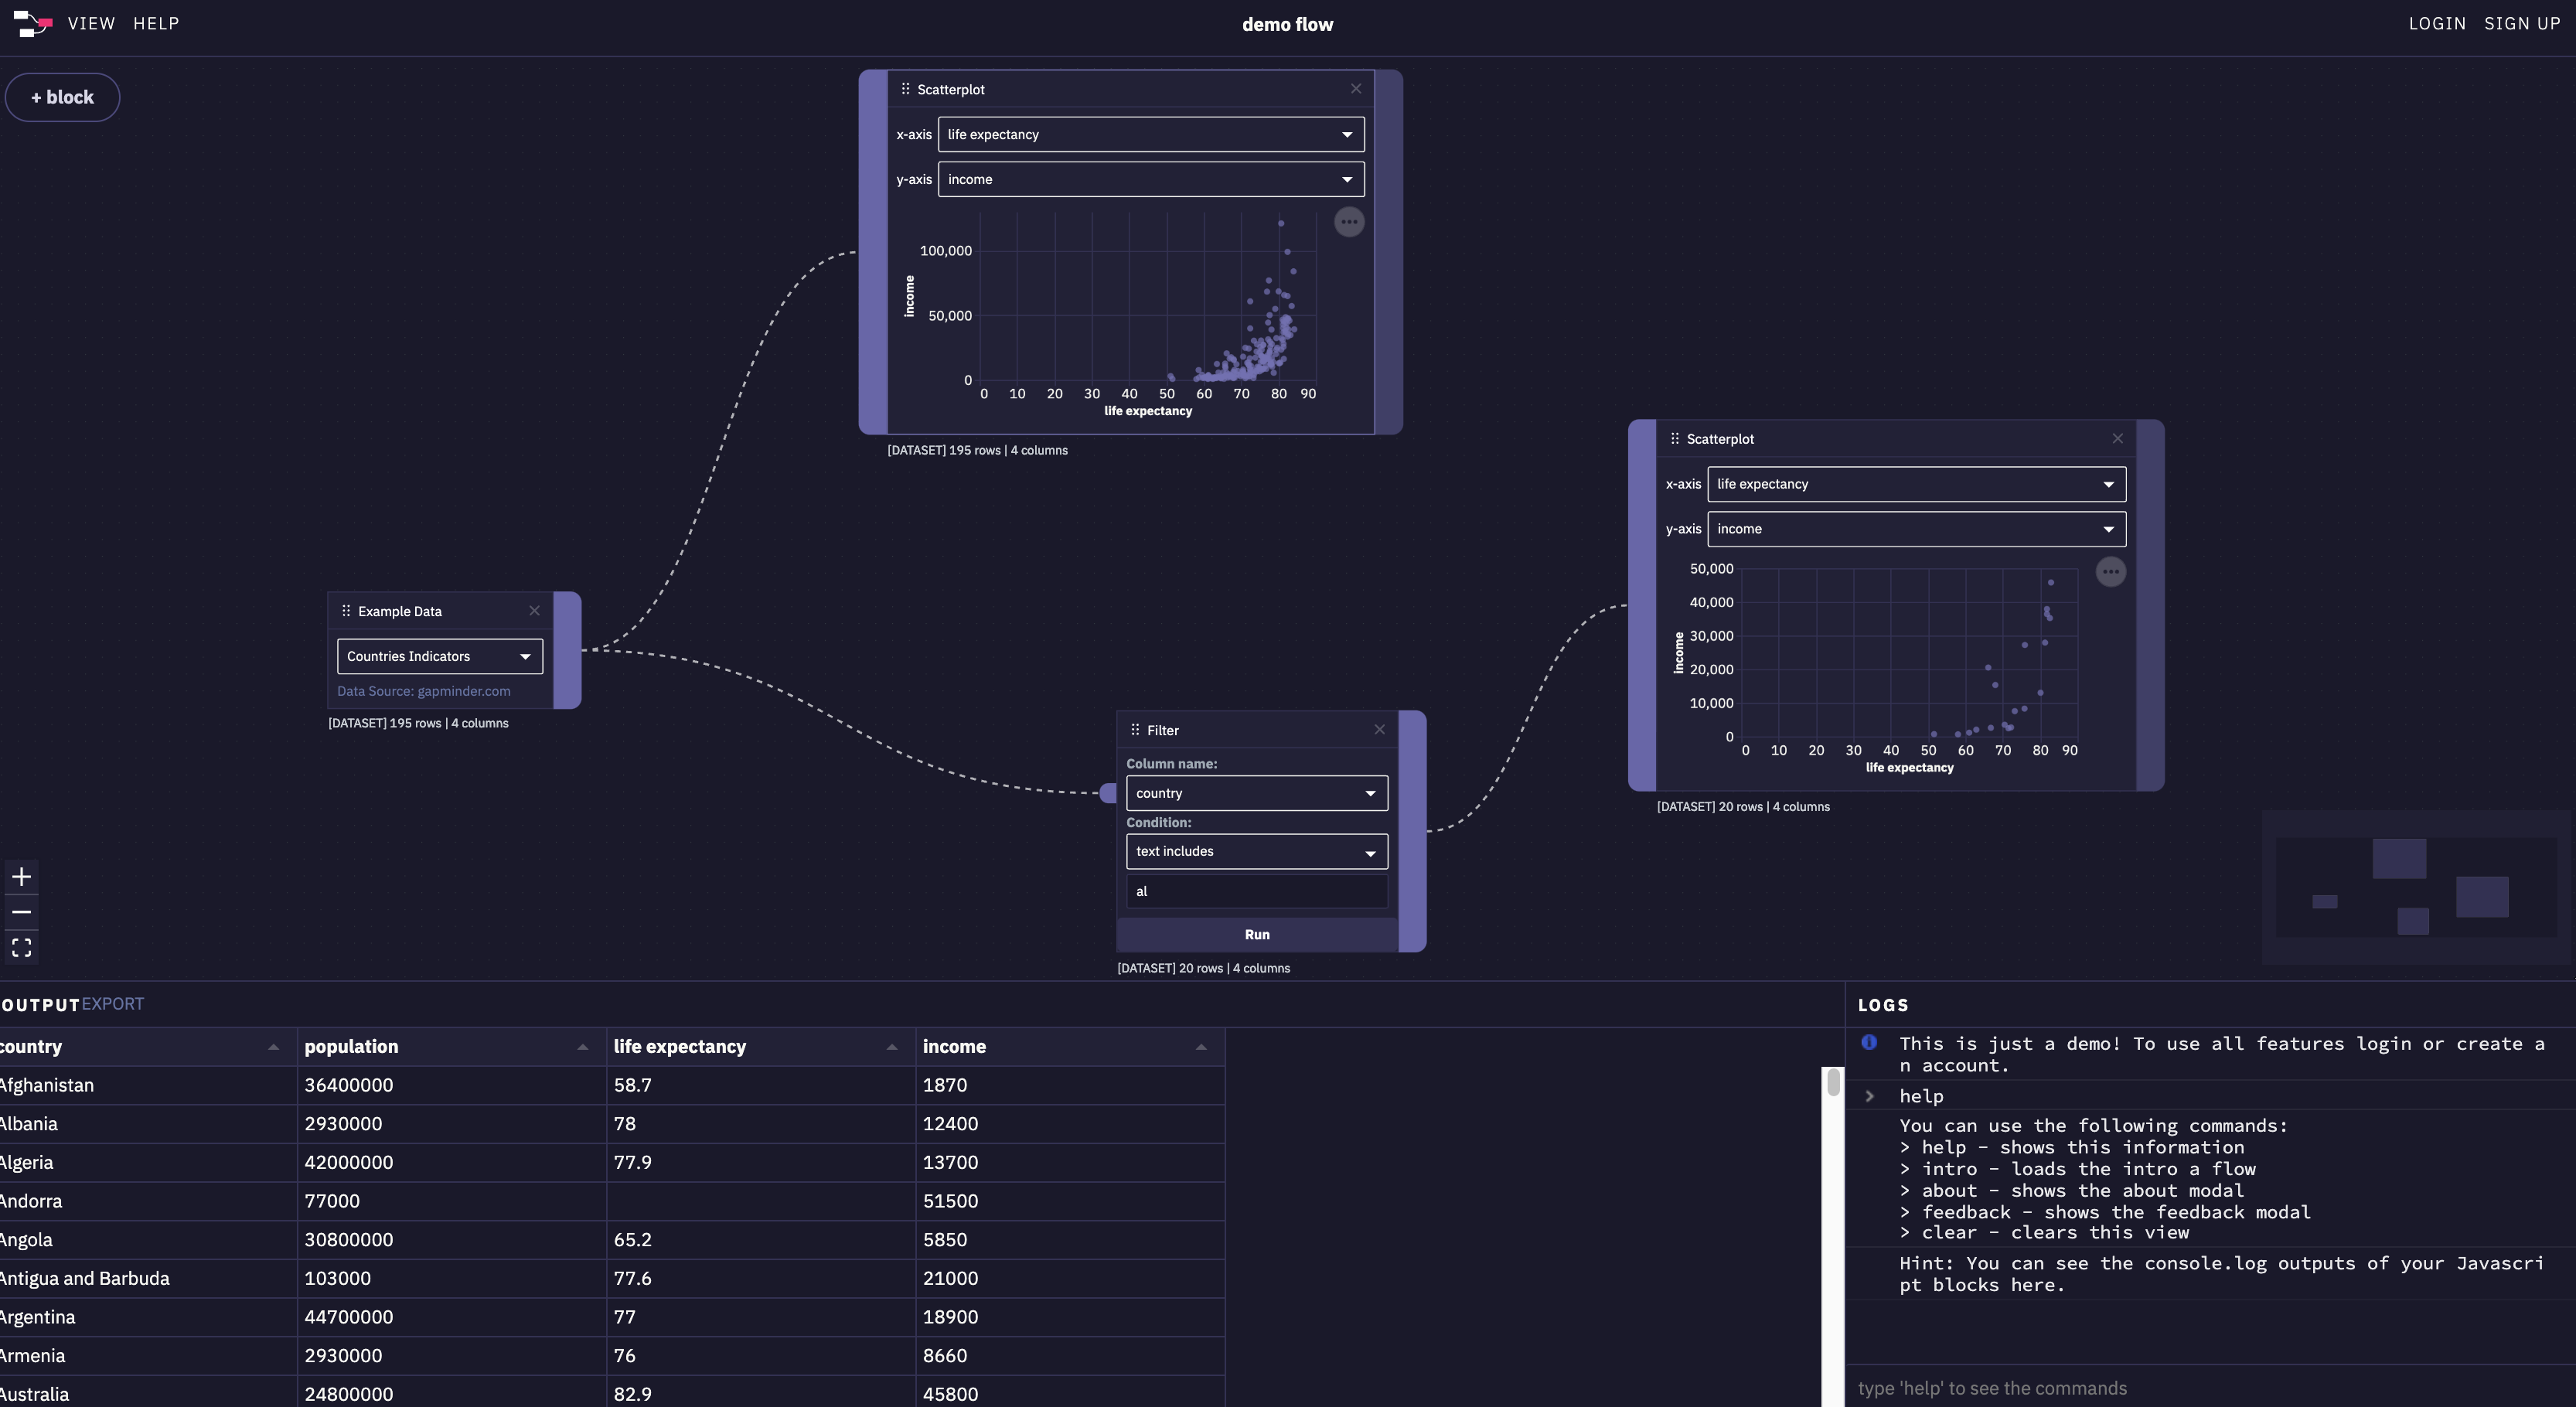 VIEW HELP
demo flow
LOGIN SIGN UP
+ block
Scatterplot
x-axis life expectancy
y-axis income
100,000
50,000
0
income
0 10 20 30 40 50 60 70 80 90
life expectancy
[DATASET] 195 rows | 4 columns
Scatterplot
x-axis life expectancy
y-axis income
50,000
40,000
30,000
20,000
10,000
0
income
0 10 20 30 40 50 60 70 80 90
life expectancy
[DATASET] 20 rows | 4 columns
Example Data
Countries Indicators
Data Source: gapminder.com
[DATASET] 195 rows | 4 columns
Filter
Column name:
country
Condition:
text includes
al
Run
[DATASET] 20 rows | 4 columns
OUTPUT EXPORT
country population life expectancy income
Afghanistan 36400000 58.7 1870
Albania 2930000 78 12400
Algeria 42000000 77.9 13700
Andorra 77000 51500
Angola 30800000 65.2 5850
Antigua and Barbuda 103000 77.6 21000
Argentina 44700000 77 18900
Armenia 2930000 76 8660
Australia 24800000 82.9 45800
LOGS
This is just a demo! To use all features login or create a
n account.
> help
You can use the following commands:
> help - shows this information
> intro - loads the intro a flow
> about - shows the about modal
> feedback - shows the feedback modal
> clear - clears this view
Hint: You can see the console.log outputs of your Javascri
pt blocks here.
type 'help' to see the commands